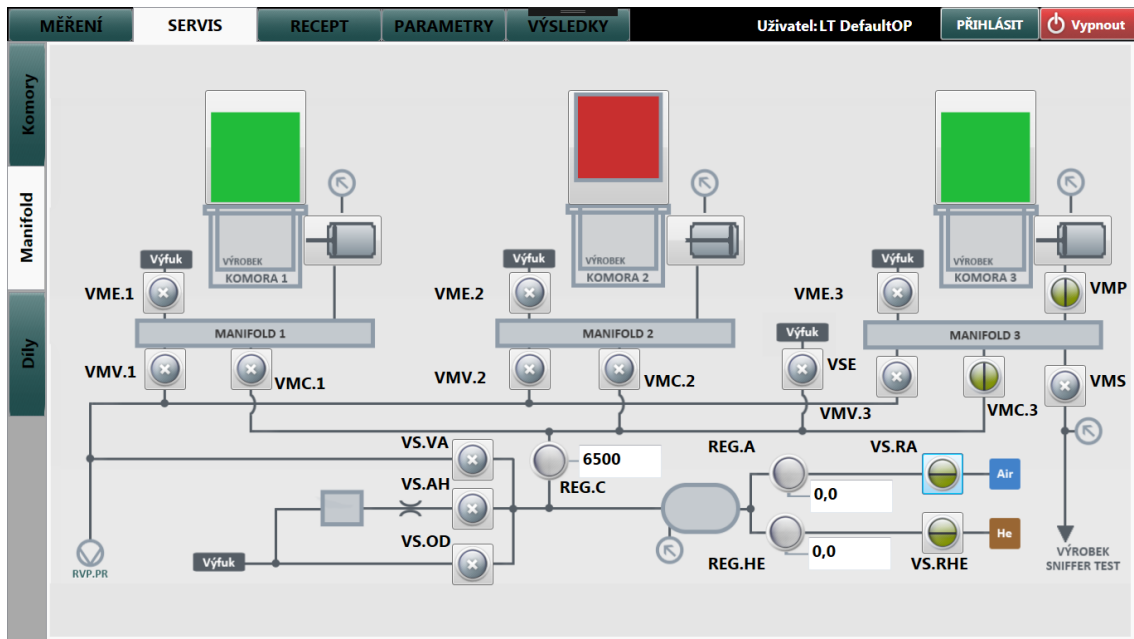 MĚŘENÍ
SERVIS
RECEPT
PARAMETRY
VÝSLEDKY
Uživatel: LT DefaultOP
PŘIHLÁSIT
Vypnout
Komory
Manifold
Díly
VÝROBEK
KOMORA 1
VÝROBEK
KOMORA 2
VÝROBEK
KOMORA 3
Výfuk
Výfuk
Výfuk
VME.1
VME.2
VME.3
VMP
MANIFOLD 1
MANIFOLD 2
Výfuk
MANIFOLD 3
VMV.1
VMC.1
VMV.2
VMC.2
VSE
VMV.3
VMC.3
VMS
VS.VA
6500
REG.C
REG.A
VS.RA
Air
0,0
VS.AH
VS.OD
Výfuk
RVP.PR
REG.HE
0,0
VS.RHE
He
VÝROBEK
SNIFFER TEST